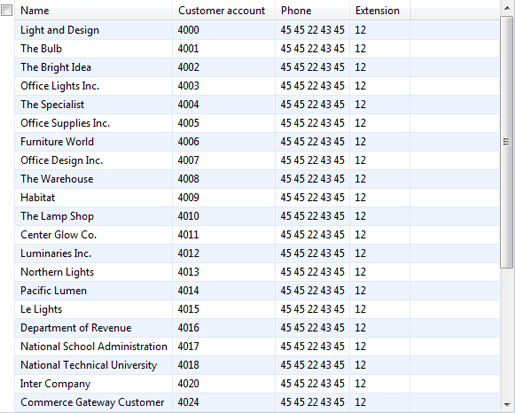 Name Customer account Phone Extension
Light and Design 4000 45 45 22 43 45 12
The Bulb 4001 45 45 22 43 45 12
The Bright Idea 4002 45 45 22 43 45 12
Office Lights Inc. 4003 45 45 22 43 45 12
The Specialist 4004 45 45 22 43 45 12
Office Supplies Inc. 4005 45 45 22 43 45 12
Furniture World 4006 45 45 22 43 45 12
Office Design Inc. 4007 45 45 22 43 45 12
The Warehouse 4008 45 45 22 43 45 12
Habitat 4009 45 45 22 43 45 12
The Lamp Shop 4010 45 45 22 43 45 12
Center Glow Co. 4011 45 45 22 43 45 12
Luminaries Inc. 4012 45 45 22 43 45 12
Northern Lights 4013 45 45 22 43 45 12
Pacific Lumen 4014 45 45 22 43 45 12
Le Lights 4015 45 45 22 43 45 12
Department of Revenue 4016 45 45 22 43 45 12
National School Administration 4017 45 45 22 43 45 12
National Technical University 4018 45 45 22 43 45 12
Inter Company 4020 45 45 22 43 45 12
Commerce Gateway Customer 4024 45 45 22 43 45 12